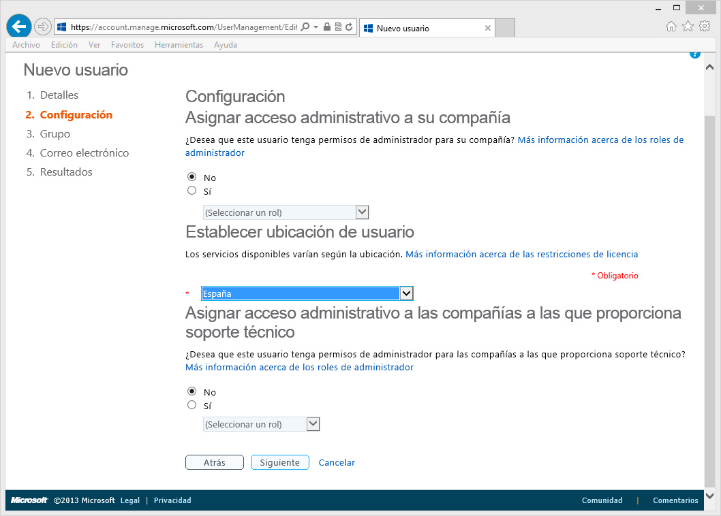 https://account.manage.microsoft.com/UserManagement/Edi
Nuevo usuario
Archivo Edición Ver Favoritos Herramientas Ayuda
Nuevo usuario
1. Detalles
2. Configuración
3. Grupo
4. Correo electrónico
5. Resultados
Configuración
Asignar acceso administrativo a su compañía
¿Desea que este usuario tenga permisos de administrador para su compañía? Más información acerca de los roles de
administrador
No
Sí
(Seleccionar un rol)
Establecer ubicación de usuario
Los servicios disponibles varían según la ubicación. Más información acerca de las restricciones de licencia
* Obligatorio
* España
Asignar acceso administrativo a las compañías a las que proporciona
soporte técnico
¿Desea que este usuario tenga permisos de administrador para las compañías a las que proporciona soporte técnico?
Más información acerca de los roles de administrador
No
Sí
(Seleccionar un rol)
Atrás Siguiente Cancelar
Microsoft ©2013 Microsoft Legal | Privacidad Comunidad | Comentarios